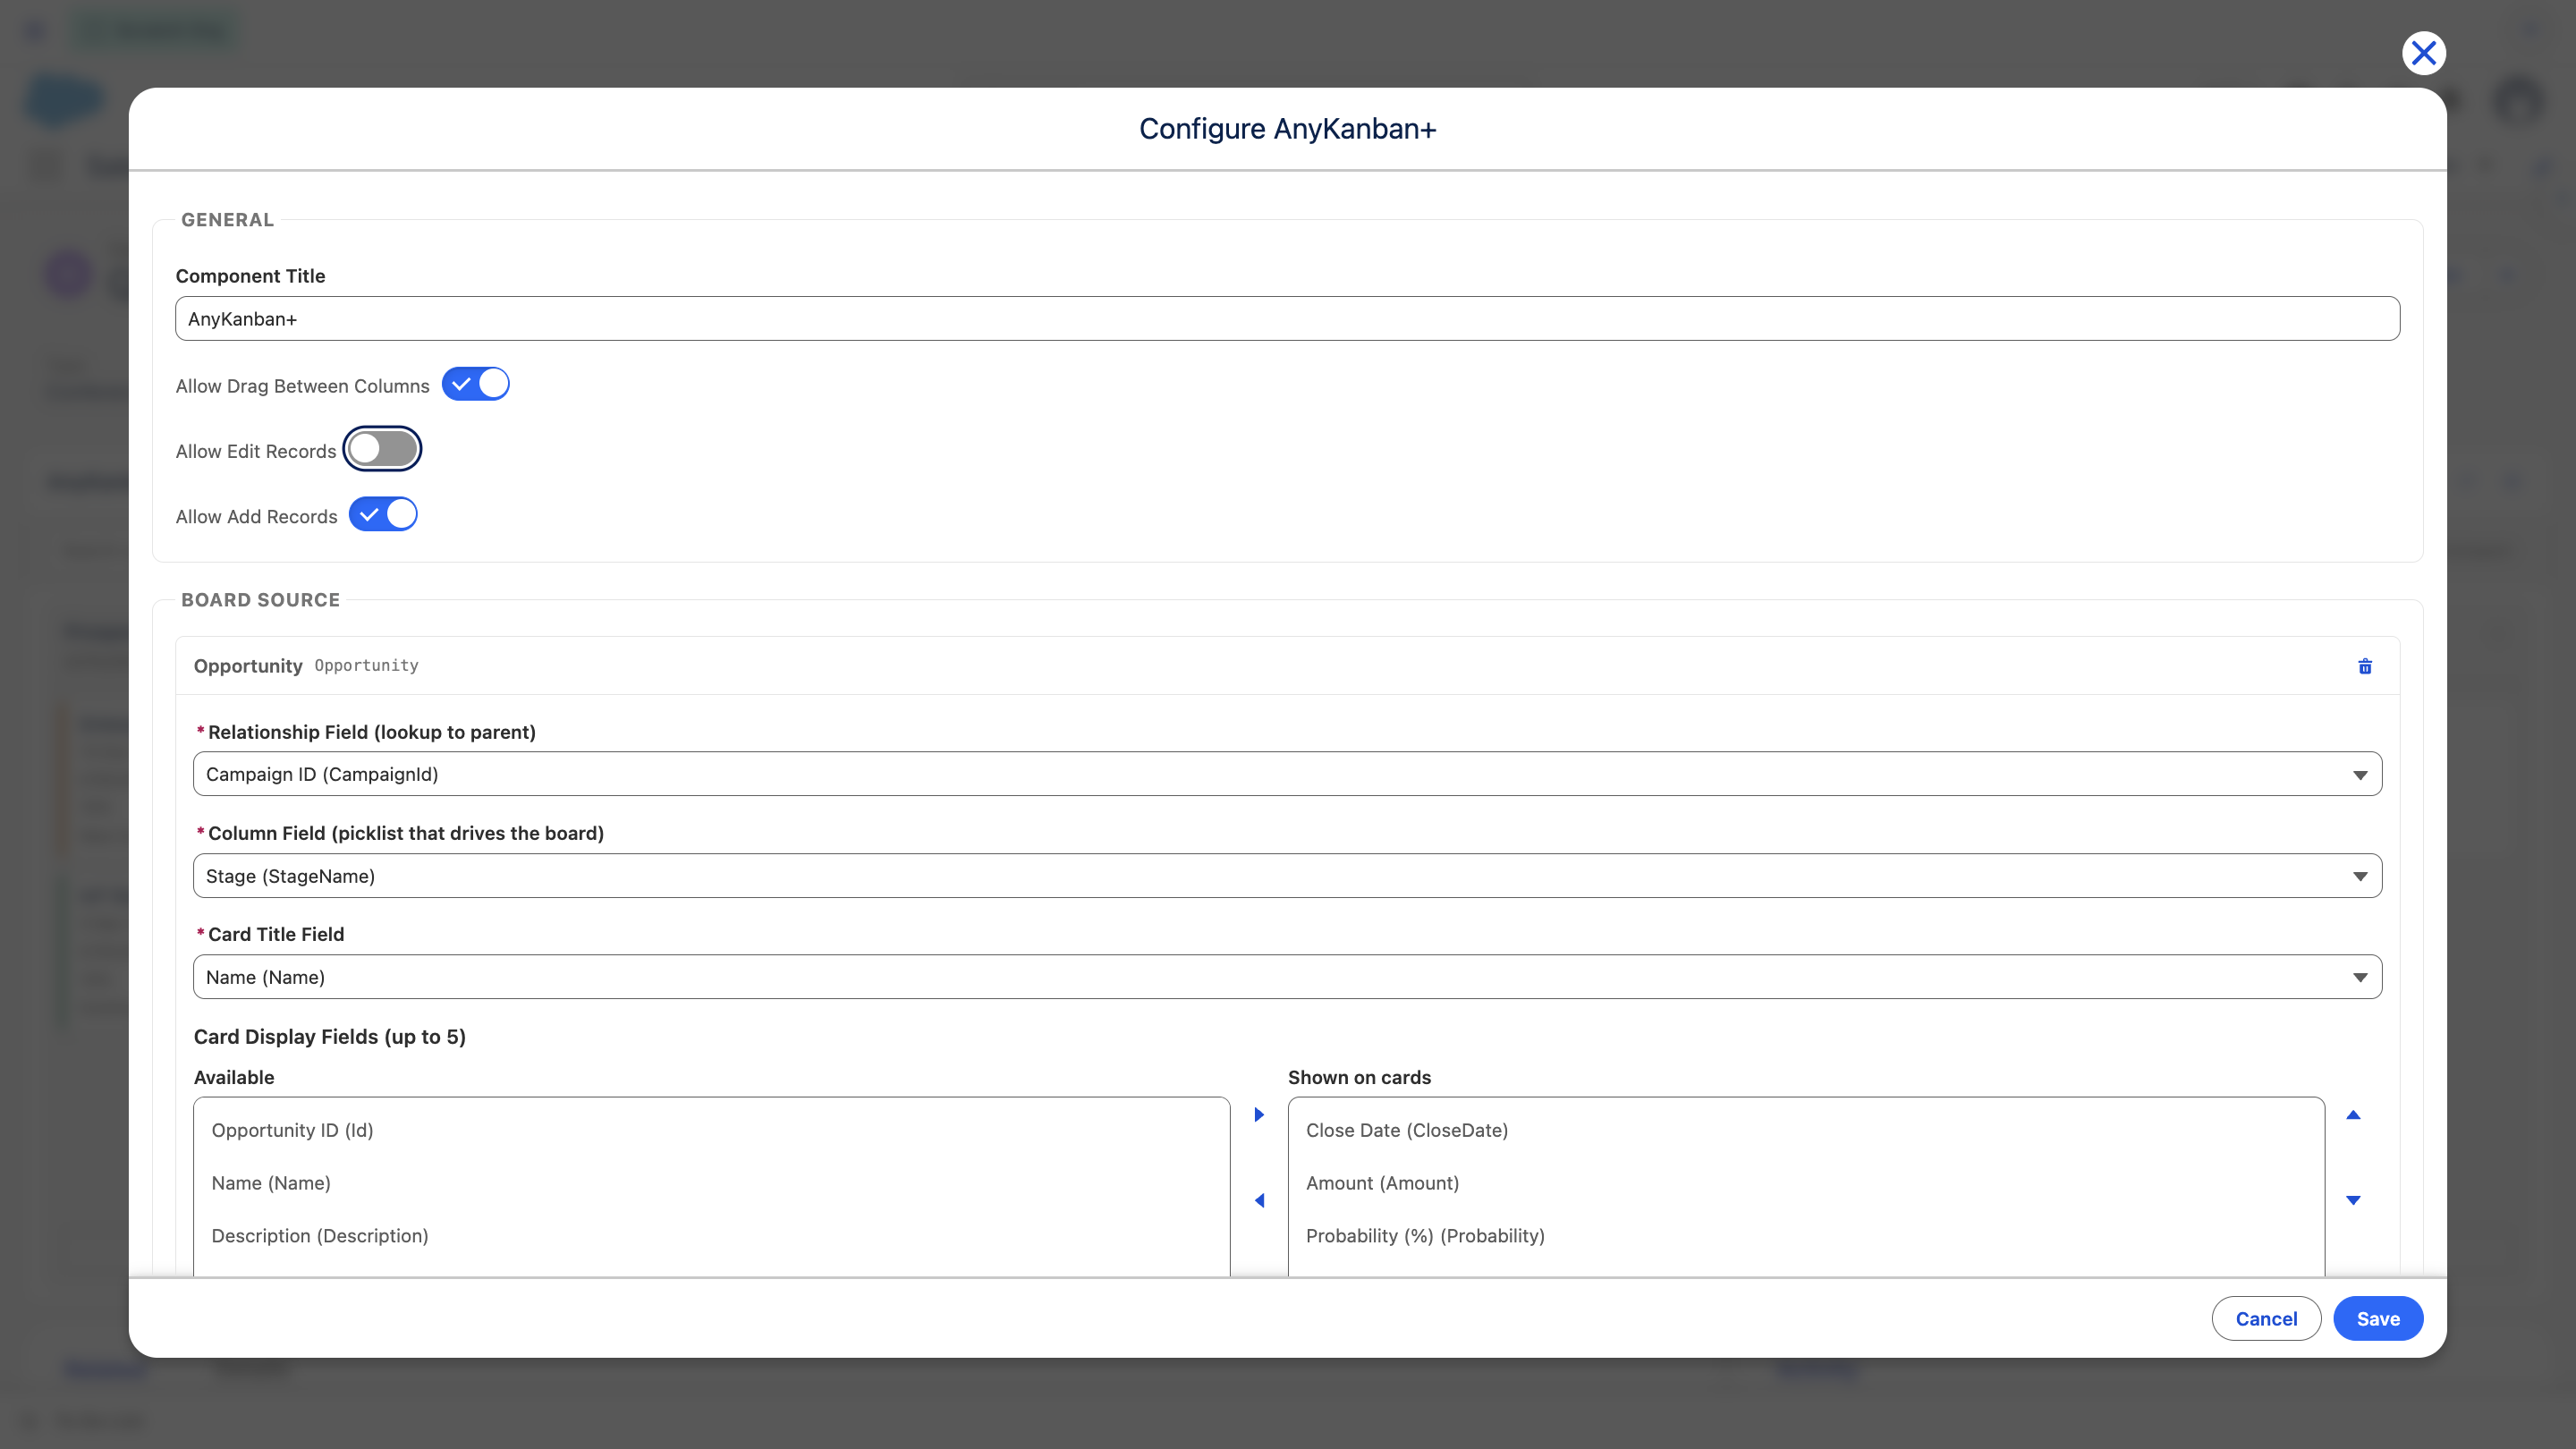 Configure AnyKanban+
GENERAL
Component Title
AnyKanban+
Allow Drag Between Columns
Allow Edit Records
Allow Add Records
BOARD SOURCE
Opportunity Opportunity
*Relationship Field (lookup to parent)
Campaign ID (CampaignId)
*Column Field (picklist that drives the board)
Stage (StageName)
*Card Title Field
Name (Name)
Card Display Fields (up to 5)
Available
Shown on cards
Opportunity ID (Id)
Name (Name)
Description (Description)
Close Date (CloseDate)
Amount (Amount)
Probability (%) (Probability)
Cancel
Save